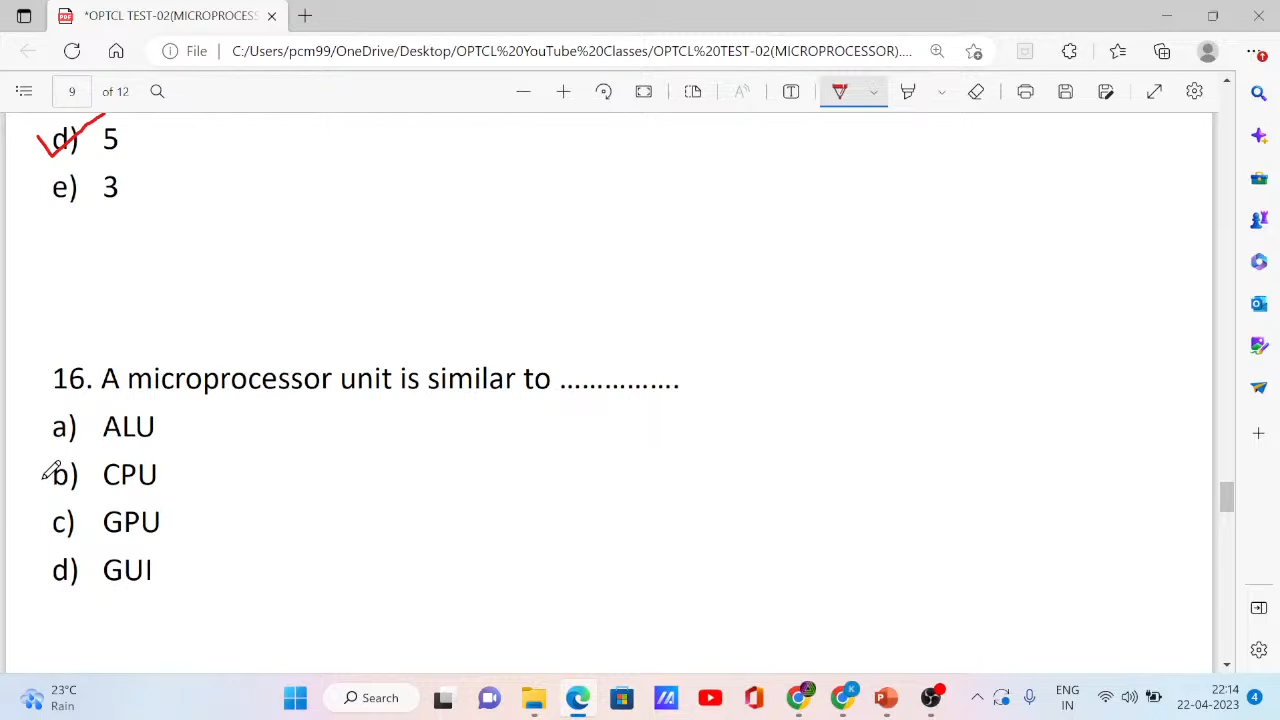 *OPTCL TEST-02(MICROPROCESS
File
C:/Users/pcm99/OneDrive/Desktop/OPTCL%20YouTube%20Classes/OPTCL%20TEST-02(MICROPROCESSOR)....
9 of 12
d) 5
e) 3
16. A microprocessor unit is similar to ................
a) ALU
b) CPU
c) GPU
d) GUI
23°C
Rain
Search
ENG
IN
22:14
22-04-2023
4